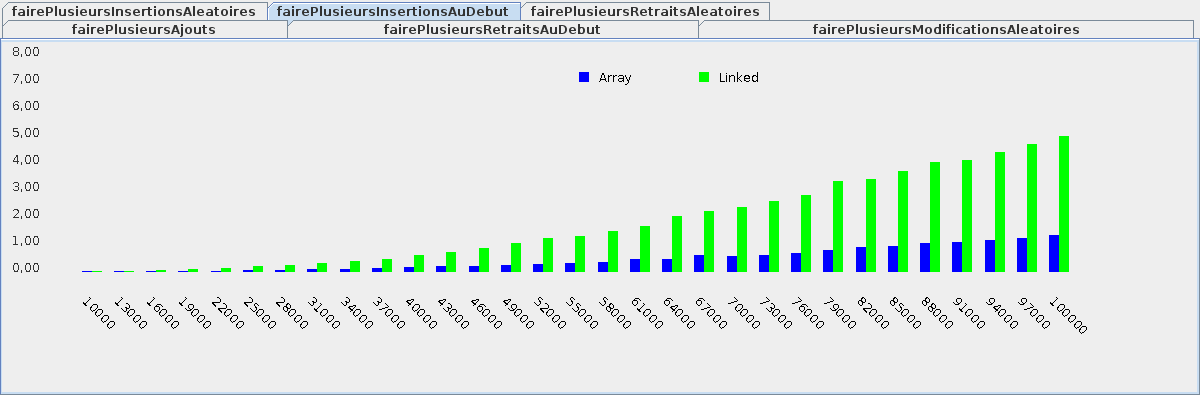 fairePlusieursInsertionsAleatoires fairePlusieursInsertionsAuDebut fairePlusieursRetraitsAleatoires
fairePlusieursAjouts fairePlusieursRetraitsAuDebut fairePlusieursModificationsAleatoires
8,00
Array Linked
7,00
6,00
5,00
4,00
3,00
2,00
1,00
0,00
10000 13000 16000 19000 22000 25000 28000 31000 34000 37000 40000 43000 46000 49000 52000 55000 58000 61000 64000 67000 70000 73000 76000 79000 82000 85000 88000 91000 94000 97000 100000